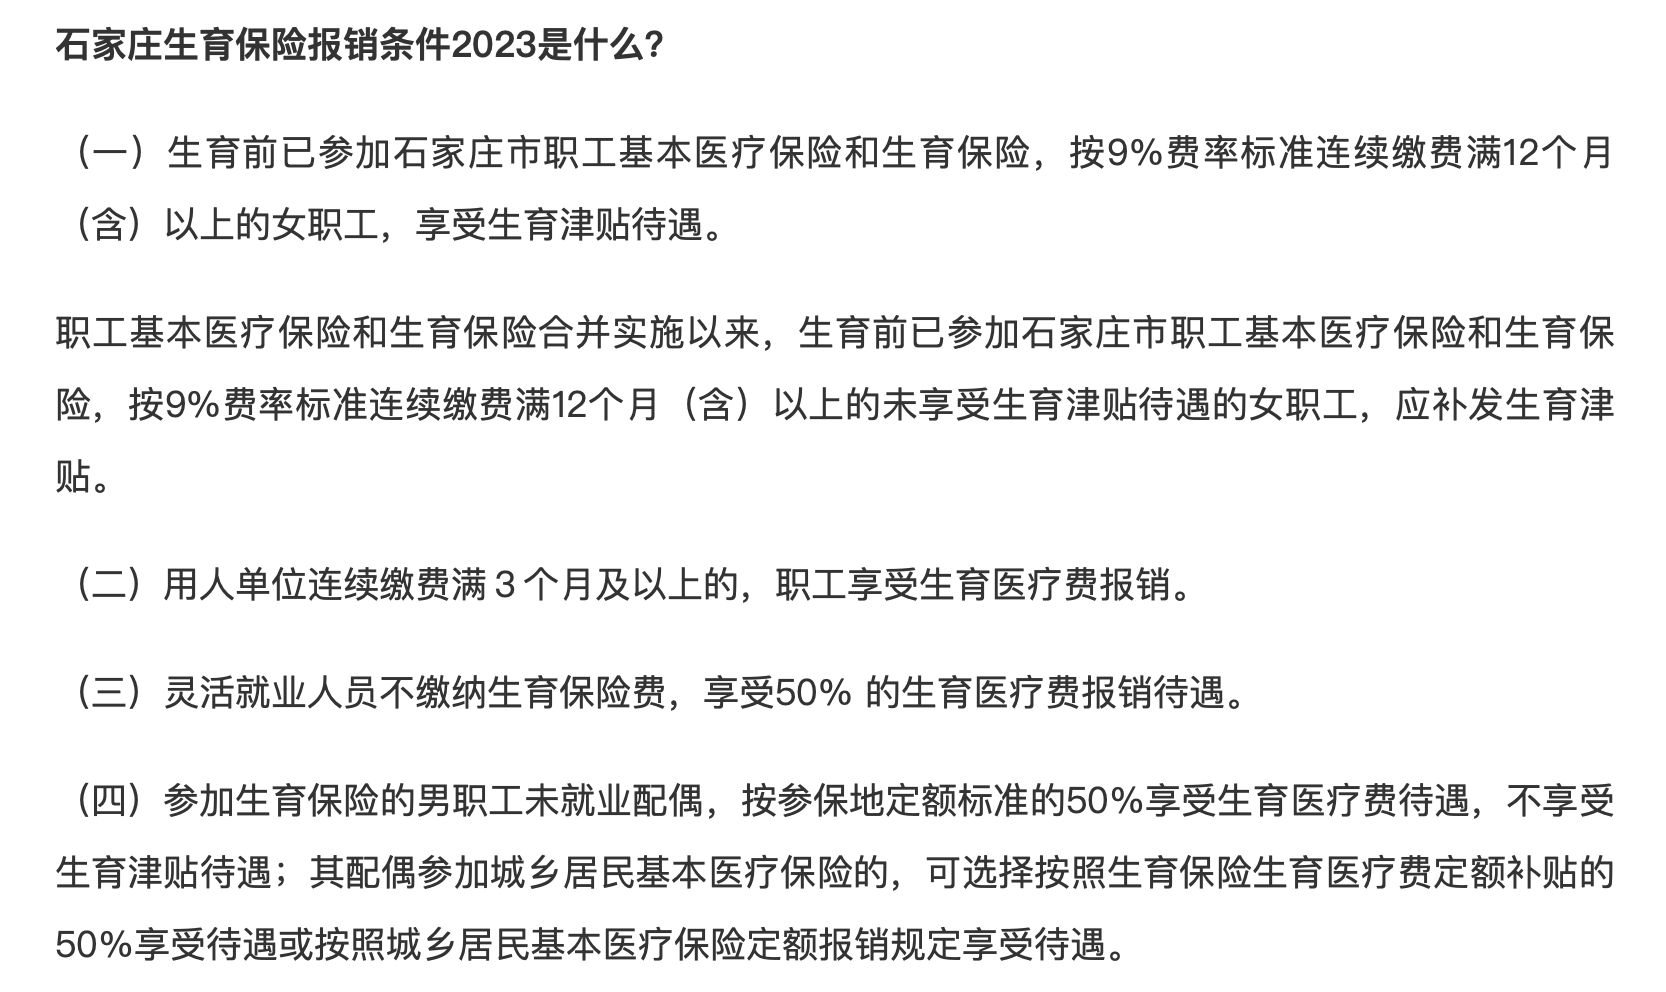 石家庄生育保险报销条件2023是什么？
（一）生育前已参加石家庄市职工基本医疗保险和生育保险，按9%费率标准连续缴费满12个月
（含）以上的女职工，享受生育津贴待遇。
职工基本医疗保险和生育保险合并实施以来，生育前已参加石家庄市职工基本医疗保险和生育保
险，按9%费率标准连续缴费满12个月（含）以上的未享受生育津贴待遇的女职工，应补发生育津
贴。
（二）用人单位连续缴费满 3 个月及以上的，职工享受生育医疗费报销。
（三）灵活就业人员不缴纳生育保险费，享受50% 的生育医疗费报销待遇。
（四）参加生育保险的男职工未就业配偶，按参保地定额标准的50%享受生育医疗费待遇，不享受
生育津贴待遇；其配偶参加城乡居民基本医疗保险的，可选择按照生育保险生育医疗费定额补贴的
50%享受待遇或按照城乡居民基本医疗保险定额报销规定享受待遇。